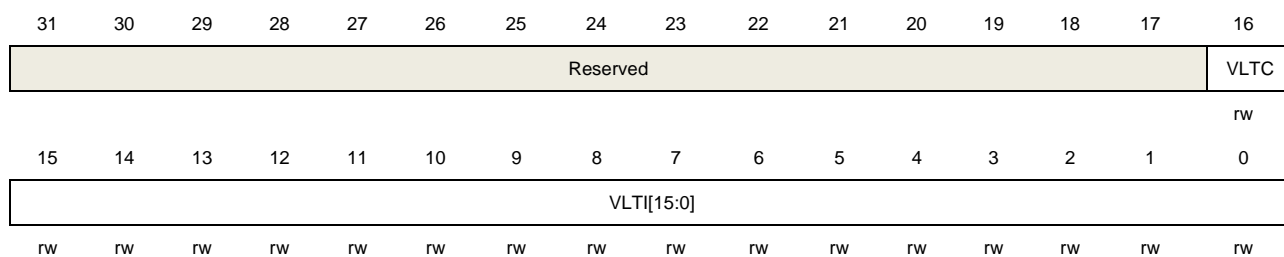 31 30 29 28 27 26 25 24 23 22 21 20 19 18 17 16
Reserved VLTC
rw
15 14 13 12 11 10 9 8 7 6 5 4 3 2 1 0
VLTI[15:0]
rw rw rw rw rw rw rw rw rw rw rw rw rw rw rw rw